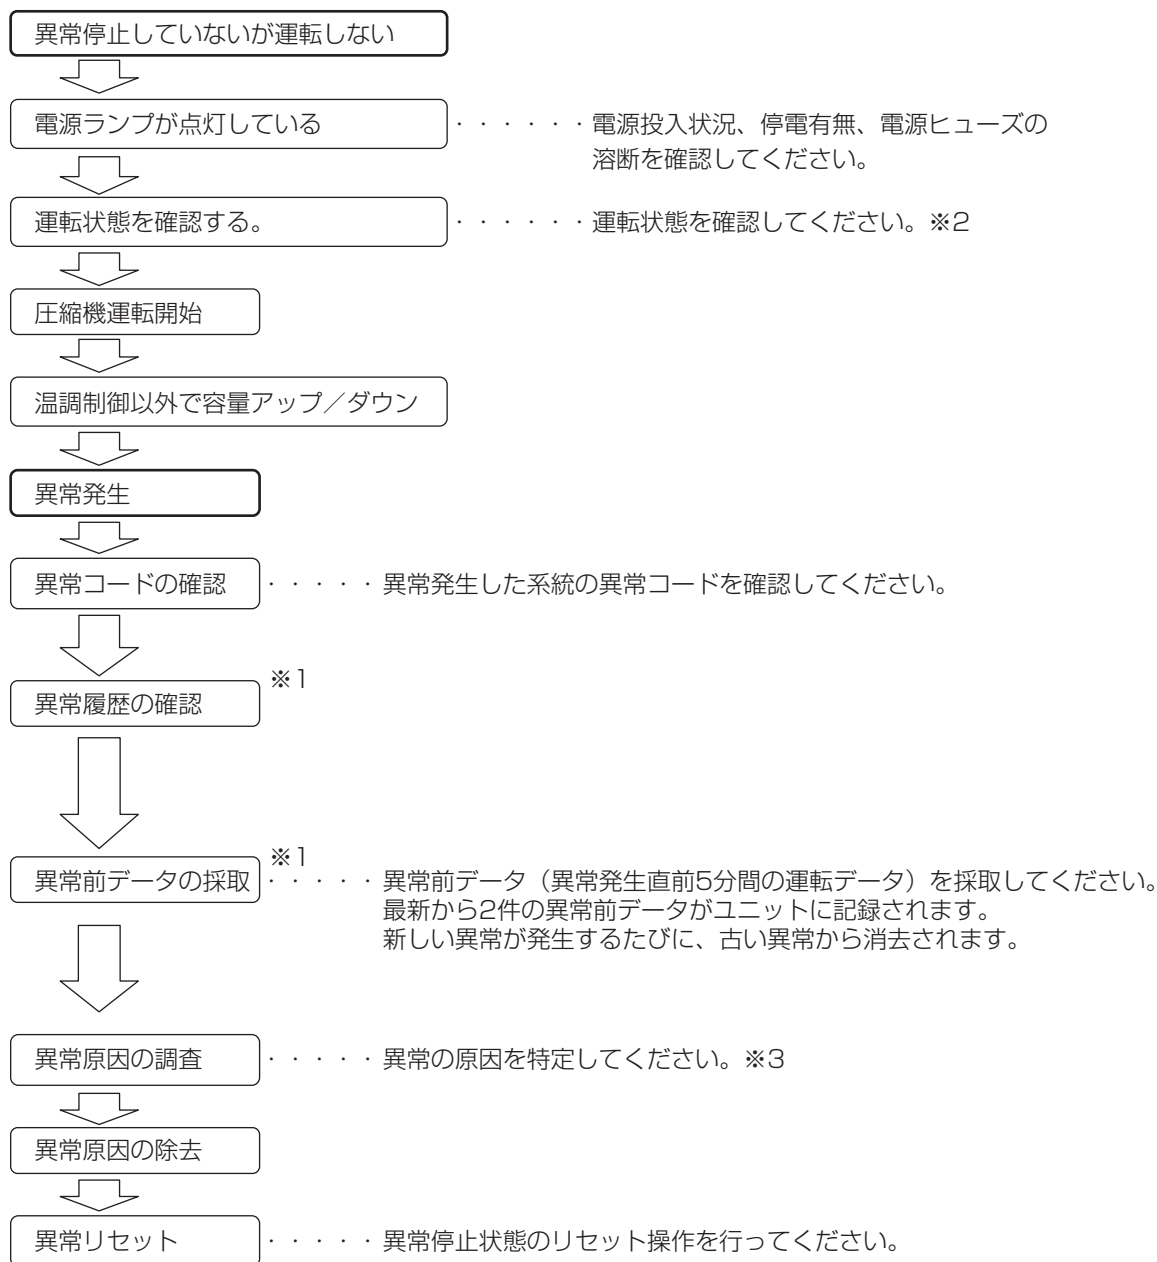 異常停止していないが運転しない
電源ランプが点灯している ・・・・・・電源投入状況、停電有無、電源ヒューズの
溶断を確認してください。
運転状態を確認する。 ・・・・・・運転状態を確認してください。※2
圧縮機運転開始
温調制御以外で容量アップ／ダウン
異常発生
異常コードの確認 ・・・・・異常発生した系統の異常コードを確認してください。
※1
異常履歴の確認
※1
異常前データの採取 ・・・・・異常前データ（異常発生直前5分間の運転データ）を採取してください。
最新から2件の異常前データがユニットに記録されます。
新しい異常が発生するたびに、古い異常から消去されます。
異常原因の調査 ・・・・・異常の原因を特定してください。※3
異常原因の除去
異常リセット ・・・・・異常停止状態のリセット操作を行ってください。